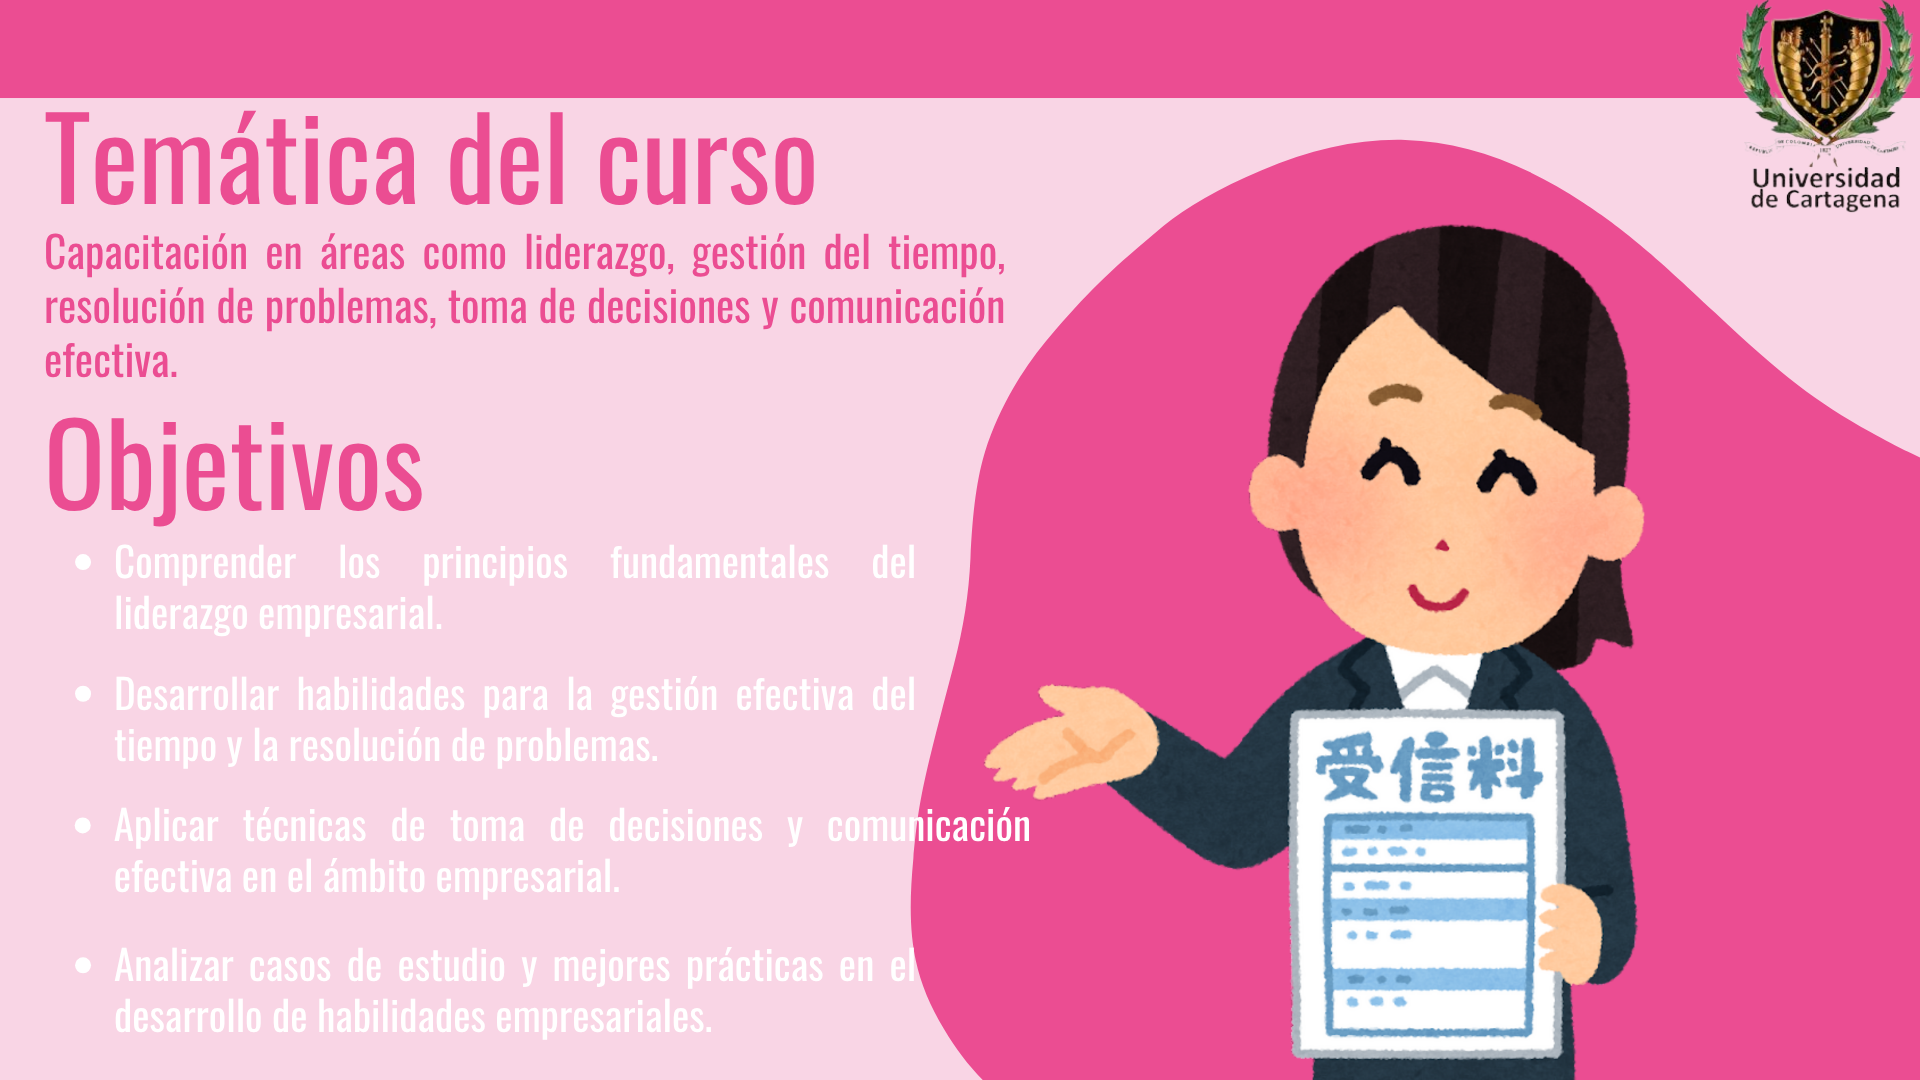 Universidad
de Cartagena
Temática del curso
Capacitación en áreas como liderazgo, gestión del tiempo,
resolución de problemas, toma de decisiones y comunicación
efectiva.
Objetivos
Comprender los principios fundamentales del
liderazgo empresarial.
Desarrollar habilidades para la gestión efectiva del
tiempo y la resolución de problemas.
Aplicar técnicas de toma de decisiones y comunicación
efectiva en el ámbito empresarial.
Analizar casos de estudio y mejores prácticas en el
desarrollo de habilidades empresariales.
受信料